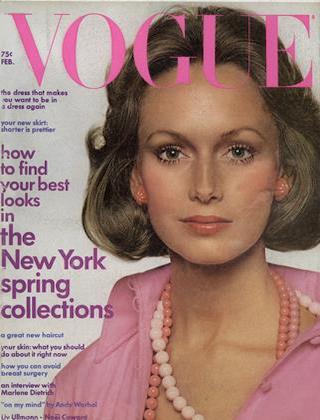 VOGUE
75¢
FEB.
the dress that makes
you want to be in
a dress again
your new skirt:
shorter is prettier
how
to find
your best
looks
in
the
New York
spring
collections
a great new haircut
your skin: what you should
do about it right now
how you can avoid
breast surgery
an interview with
Marlene Dietrich
"on my mind" by Andy Warhol
Liv Ullmann - Noël Coward